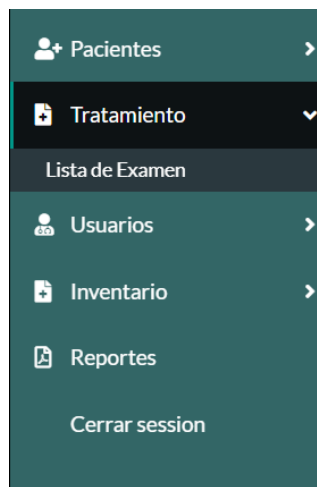 Pacientes
Tratamiento
Lista de Examen
Usuarios
Inventario
Reportes
Cerrar session